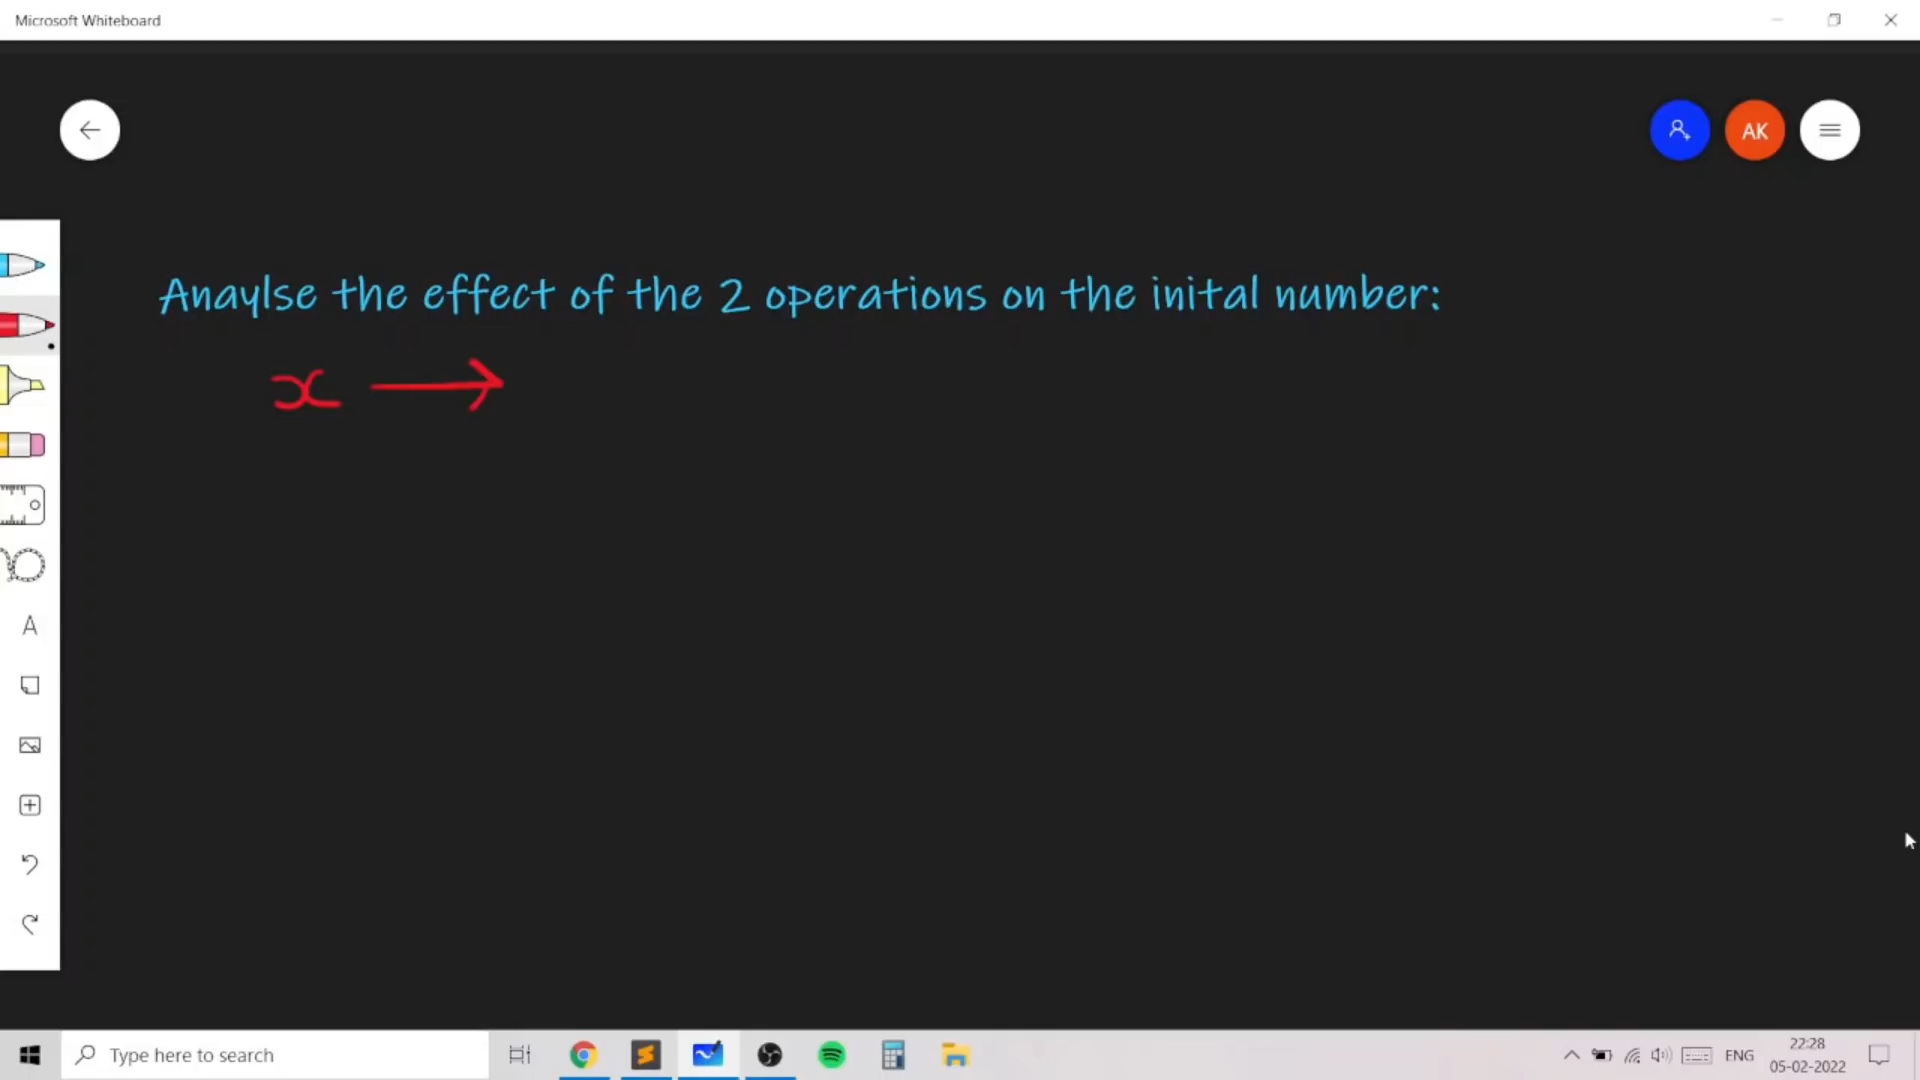 Microsoft Whiteboard
AK
Anaylse the effect of the 2 operations on the inital number:
x →
A
Type here to search
ENG
22:28
05-02-2022